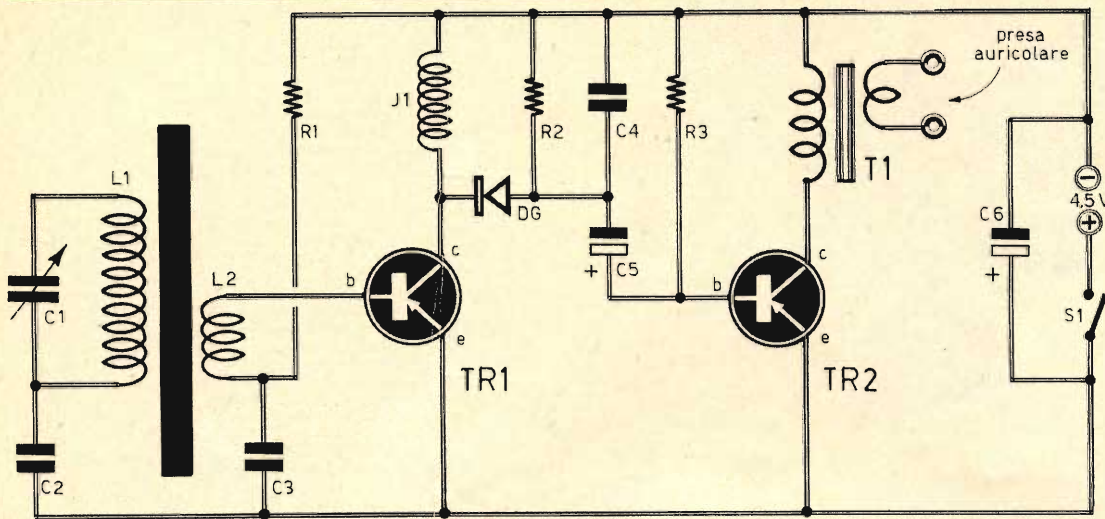 presa
auricolare
J1
R1
R2
C4
R3
T1
L1
DG
C6
−
4,5V
+
+
C5
L2
b
c
b
c
C1
S1
e
e
TR1
TR2
C2
C3